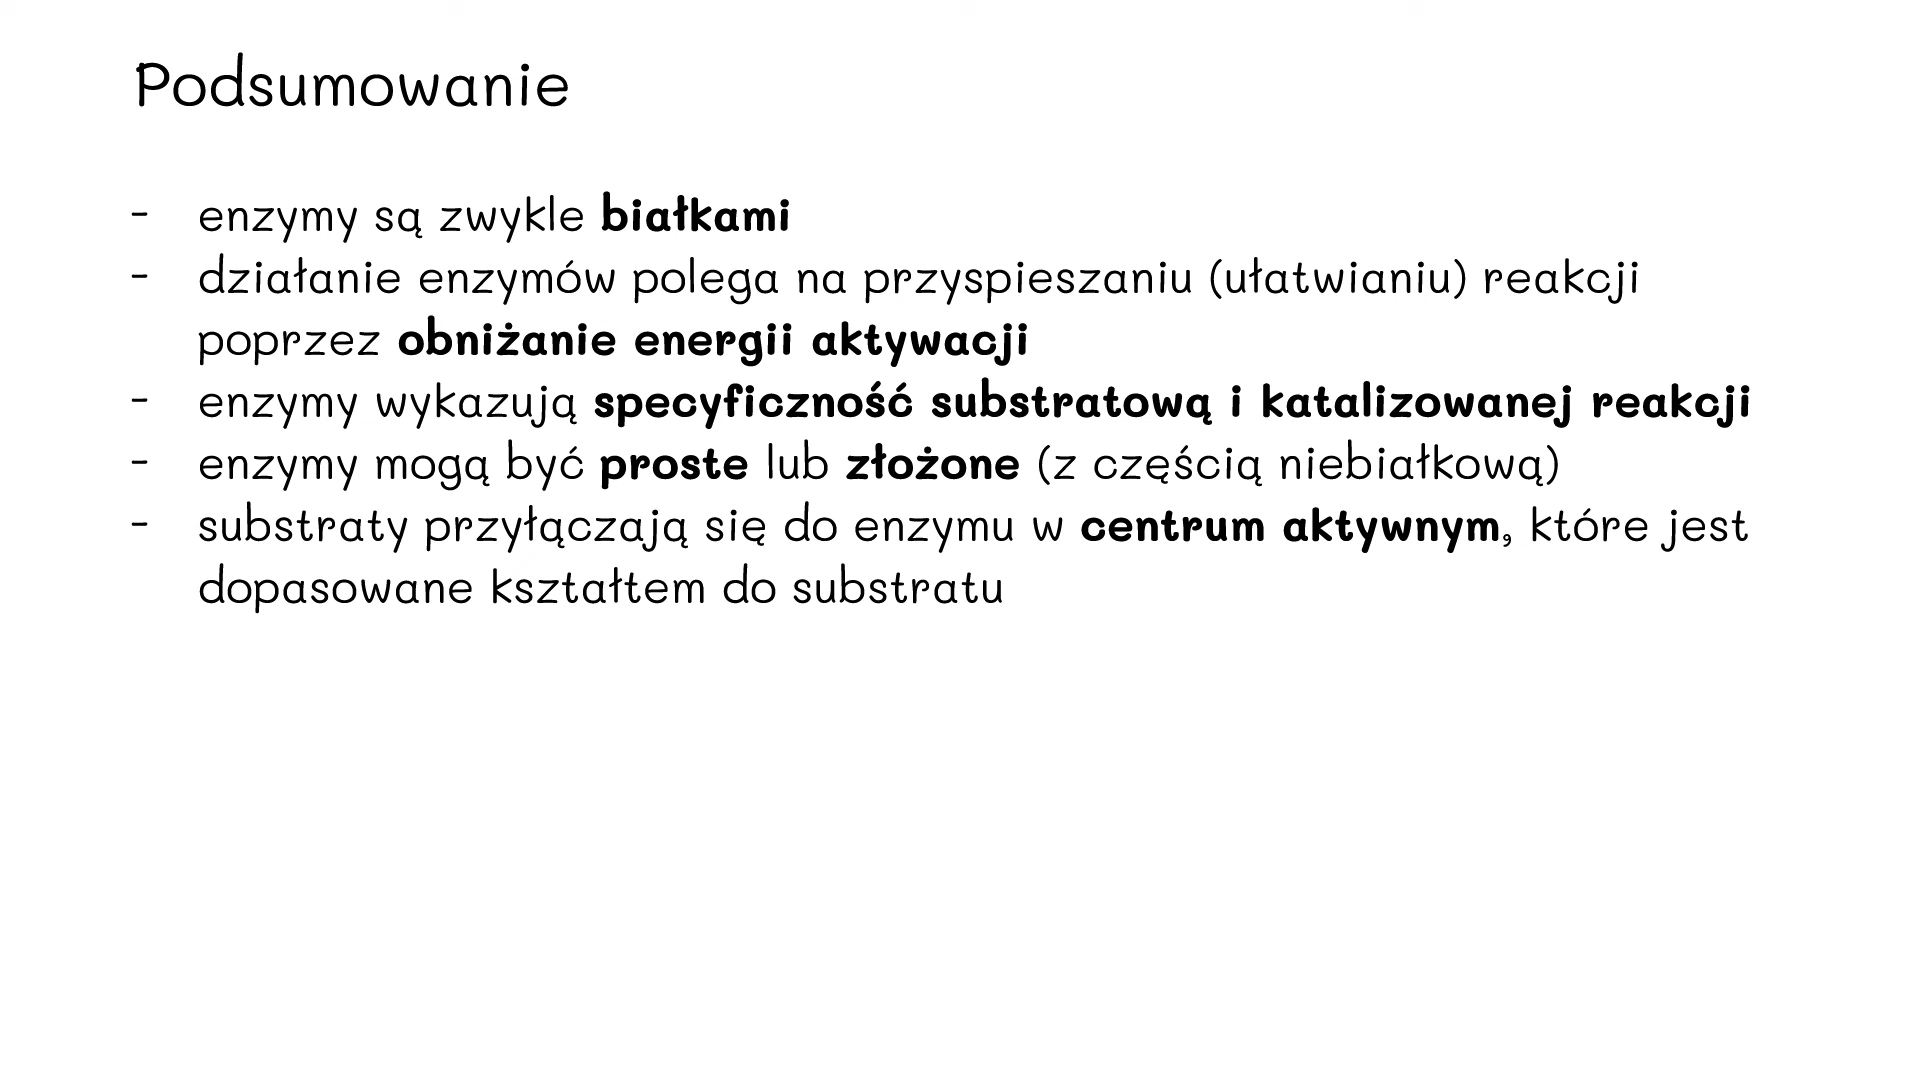 Podsumowanie
- enzymy są zwykle białkami
- działanie enzymów polega na przyspieszaniu (ułatwianiu) reakcji
poprzez obniżanie energii aktywacji
- enzymy wykazują specyficzność substratową i katalizowanej reakcji
- enzymy mogą być proste lub złożone (z częścią niebiałkową)
- substraty przyłączają się do enzymu w centrum aktywnym, które jest
dopasowane kształtem do substratu